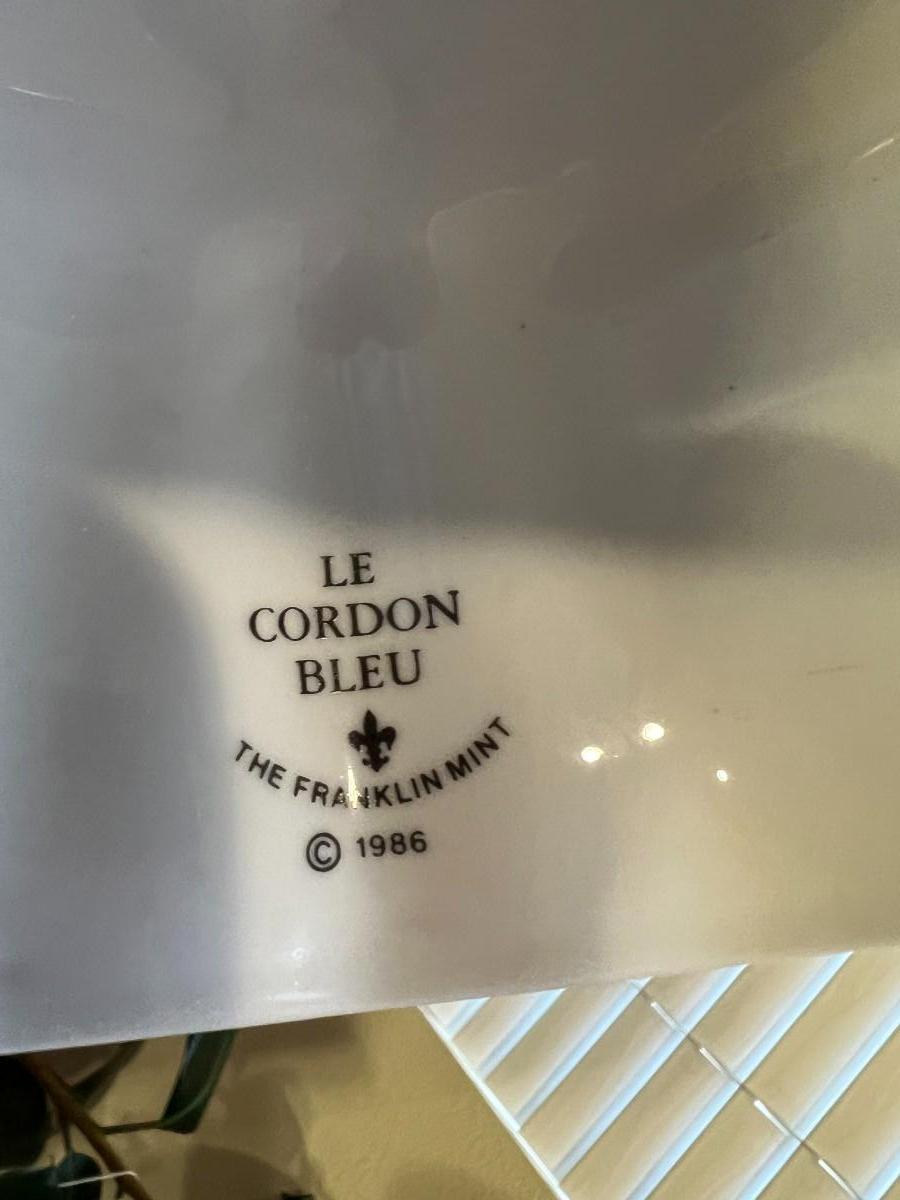 LE
CORDON
BLEU
THE FRANKLIN MINT
© 1986